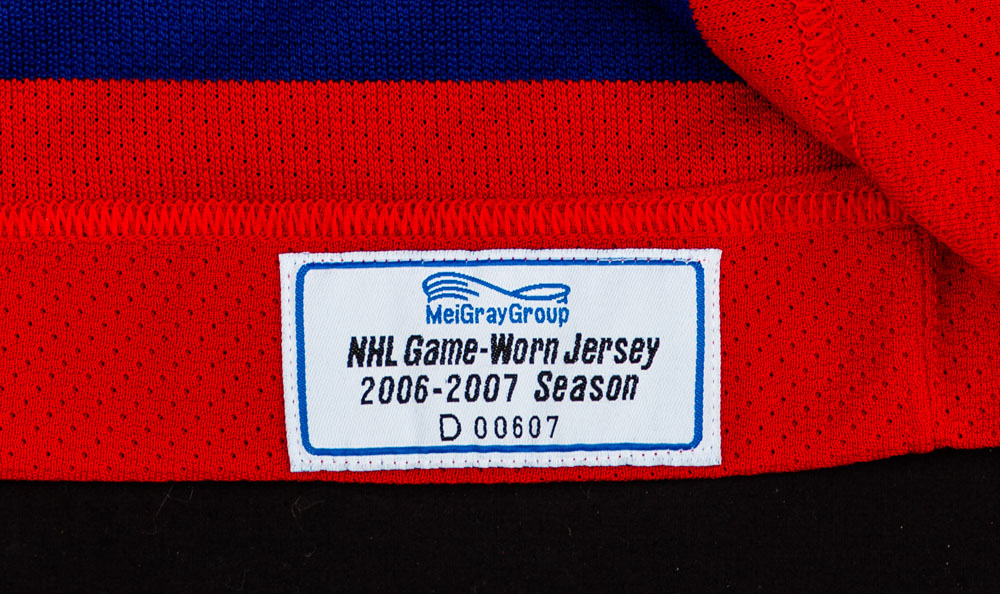 MeiGrayGroup
NHL Game-Worn Jersey
2006-2007 Season
D 00607